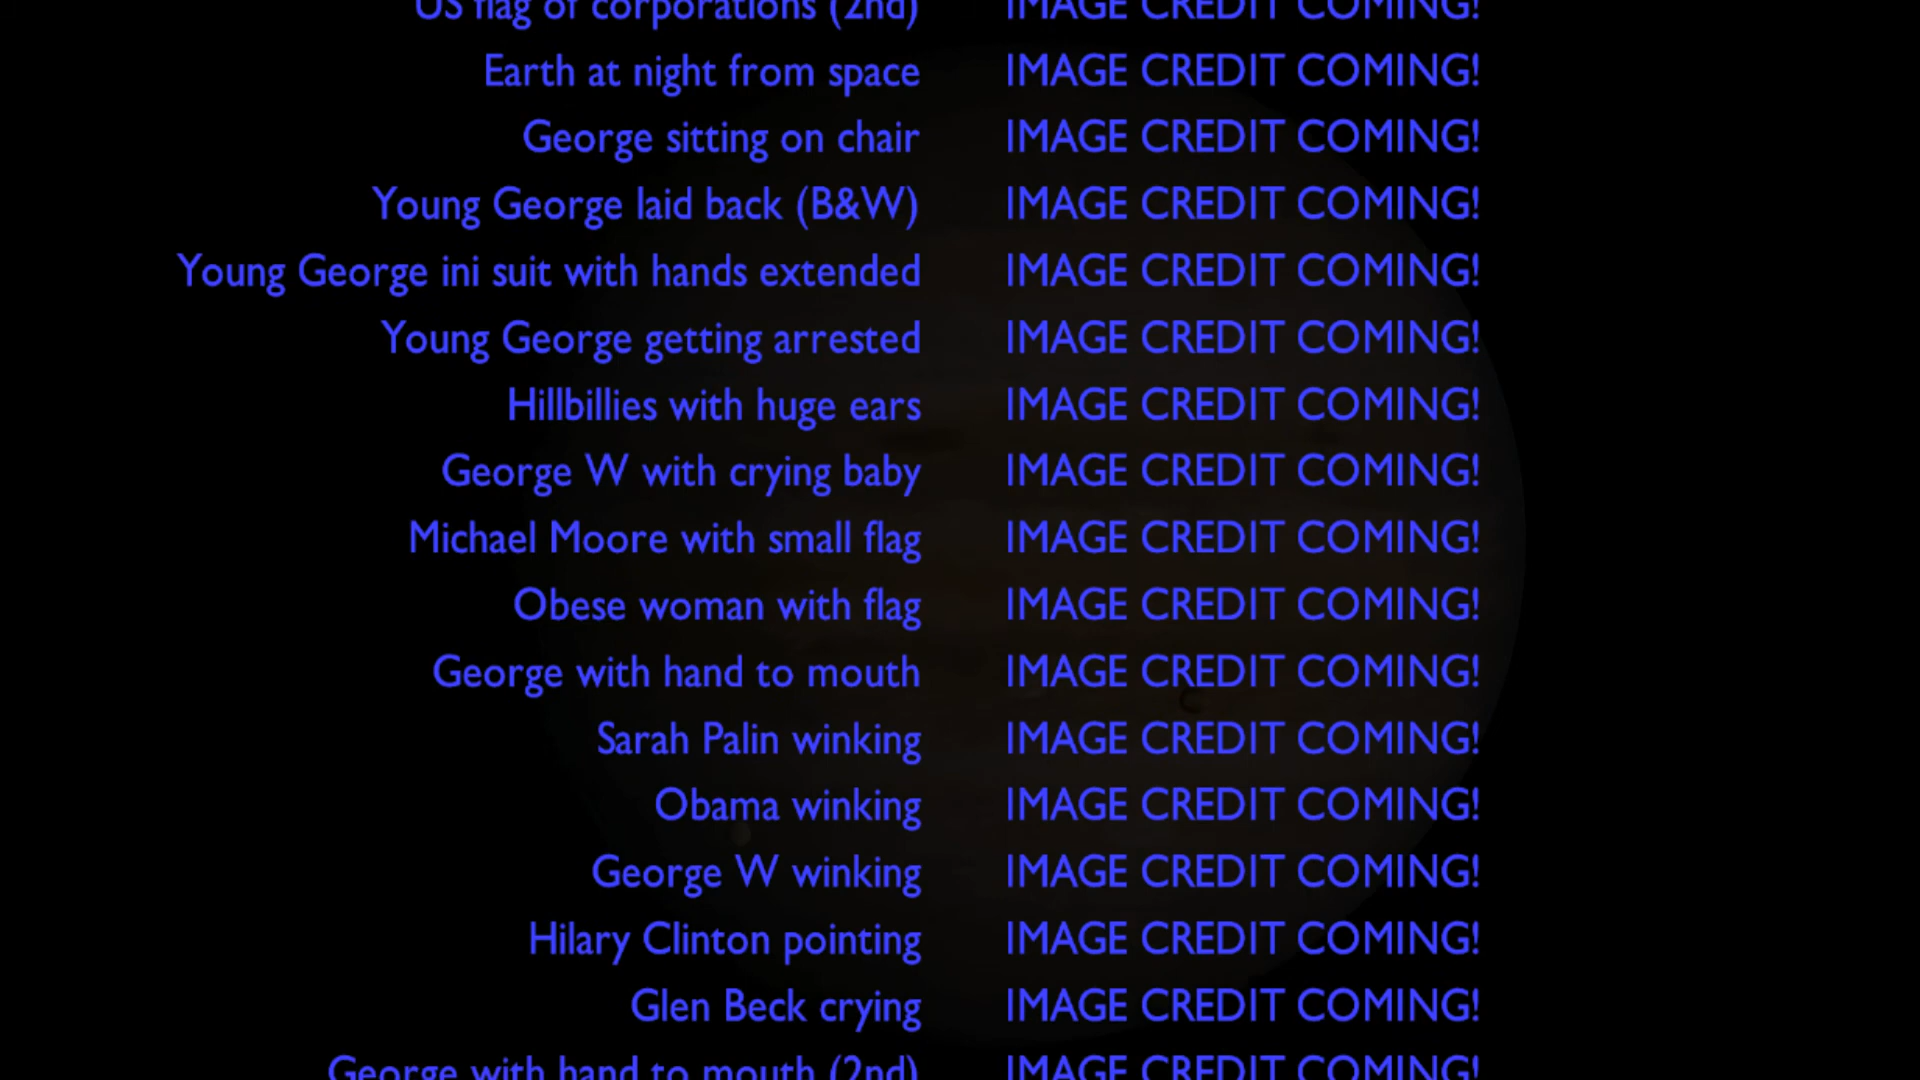 US flag of corporations (2nd) IMAGE CREDIT COMING!
Earth at night from space IMAGE CREDIT COMING!
George sitting on chair IMAGE CREDIT COMING!
Young George laid back (B&W) IMAGE CREDIT COMING!
Young George ini suit with hands extended IMAGE CREDIT COMING!
Young George getting arrested IMAGE CREDIT COMING!
Hillbillies with huge ears IMAGE CREDIT COMING!
George W with crying baby IMAGE CREDIT COMING!
Michael Moore with small flag IMAGE CREDIT COMING!
Obese woman with flag IMAGE CREDIT COMING!
George with hand to mouth IMAGE CREDIT COMING!
Sarah Palin winking IMAGE CREDIT COMING!
Obama winking IMAGE CREDIT COMING!
George W winking IMAGE CREDIT COMING!
Hilary Clinton pointing IMAGE CREDIT COMING!
Glen Beck crying IMAGE CREDIT COMING!
George with hand to mouth (2nd) IMAGE CREDIT COMING!